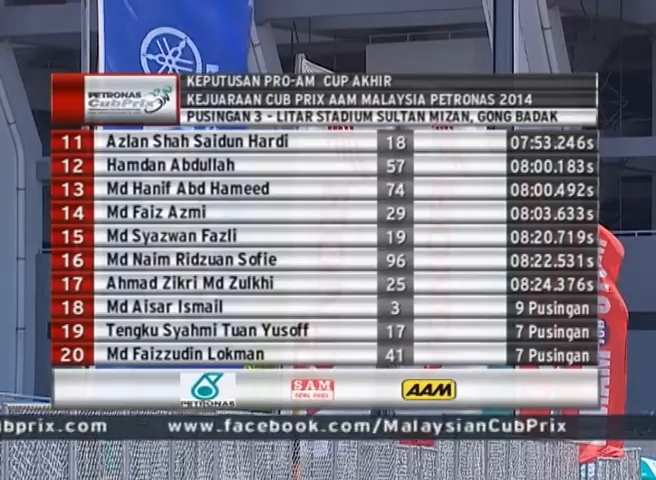 PETRONAS
CubPrix
KEPUTUSAN PRO-AM CUP AKHIR
KEJUARAAN CUB PRIX AAM MALAYSIA PETRONAS 2014
PUSINGAN 3 - LITAR STADIUM SULTAN MIZAN, GONG BADAK
11 Azlan Shah Saidun Hardi 18 07:53.246s
12 Hamdan Abdullah 57 08:00.183s
13 Md Hanif Abd Hameed 74 08:00.492s
14 Md Faiz Azmi 29 08:03.633s
15 Md Syazwan Fazli 19 08:20.719s
16 Md Naim Ridzuan Sofie 96 08:22.531s
17 Ahmad Zikri Md Zulkhi 25 08:24.376s
18 Md Aisar Ismail 3 9 Pusingan
19 Tengku Syahmi Tuan Yusoff 17 7 Pusingan
20 Md Faizzudin Lokman 41 7 Pusingan
PETRONAS SAM AAM
SDN BHD
ubprix.com www.facebook.com/MalaysianCubPrix